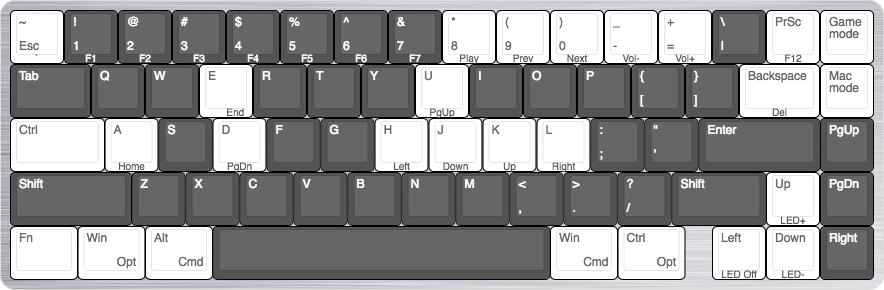 ~ ! @ # $ % ^ & * ( ) _ + \ PrSc Game
mode
Esc 1 2 3 4 5 6 7 8 9 0 - = | 
` F1 F2 F3 F4 F5 F6 F7 Play Prev Next Vol- Vol+ F12
Tab Q W E R T Y U I O P { } Backspace Mac
mode
[ ]
End PgUp Del
Ctrl A S D F G H J K L : " Enter PgUp
; '
Home PgDn Left Down Up Right
Shift Z X C V B N M < > ? Shift Up PgDn
, . /
LED+
Fn Win Alt Win Ctrl Left Down Right
Opt Cmd Cmd Opt
LED Off LED-